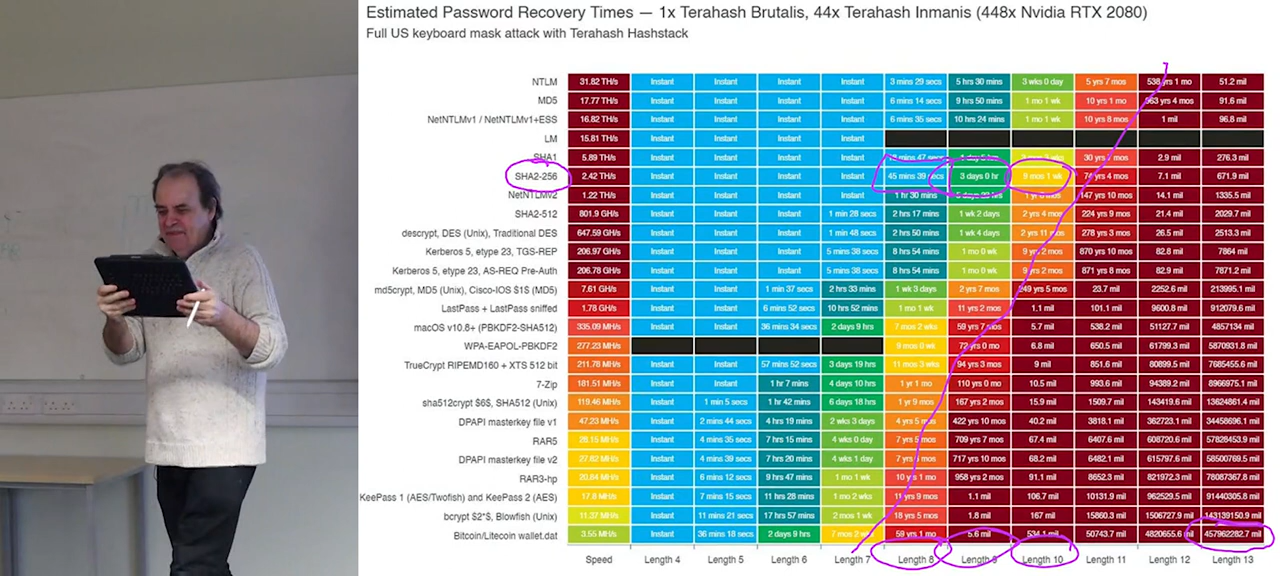 Estimated Password Recovery Times — 1x Terahash Brutalis, 44x Terahash Inmanis (448x Nvidia RTX 2080)
Full US keyboard mask attack with Terahash Hashstack
NTLM 31.82 TH/s Instant Instant Instant Instant 3 mins 29 secs 5 hrs 30 mins 3 wks 0 day 5 yrs 7 mos 538 yrs 1 mo 51.2 mil
MD5 17.77 TH/s Instant Instant Instant Instant 6 mins 14 secs 9 hrs 50 mins 1 mo 1 wk 10 yrs 1 mo 963 yrs 4 mos 91.6 mil
NetNTLMv1 / NetNTLMv1+ESS 16.82 TH/s Instant Instant Instant Instant 6 mins 35 secs 10 hrs 24 mins 1 mo 1 wk 10 yrs 8 mos 1 mil 96.8 mil
LM 15.81 TH/s Instant Instant Instant Instant
SHA1 5.89 TH/s Instant Instant Instant Instant mins 47 secs 30 yrs mos 2.9 mil 276.3 mil
SHA2-256 2.42 TH/s Instant Instant Instant Instant 45 mins 39 secs 3 days 0 hr 9 mos 1 wk 74 yrs 4 mos 7.1 mil 671.9 mil
NetNTLMv2 1.22 TH/s Instant Instant Instant Instant 1 hr 30 mins 5 days 1 yr mos 147 yrs 10 mos 14.1 mil 1335.5 mil
SHA2-512 801.9 GH/s Instant Instant Instant 1 min 28 secs 2 hrs 17 mins 1 wk 2 days 2 yrs 4 mos 224 yrs 9 mos 21.4 mil 2029.7 mil
descrypt, DES (Unix), Traditional DES 647.59 GH/s Instant Instant Instant 1 min 48 secs 2 hrs 50 mins 1 wk 4 days 2 yrs 11 mos 278 yrs 3 mos 26.5 mil 2513.3 mil
Kerberos 5, etype 23, TGS-REP 206.97 GH/s Instant Instant Instant 5 mins 38 secs 8 hrs 54 mins 1 mo 0 wk 9 yrs 2 mos 870 yrs 10 mos 82.8 mil 7864 mil
Kerberos 5, etype 23, AS-REQ Pre-Auth 206.78 GH/s Instant Instant Instant 5 mins 38 secs 8 hrs 54 mins 1 mo 0 wk 9 yrs 2 mos 871 yrs 8 mos 82.9 mil 7871.2 mil
md5crypt, MD5 (Unix), Cisco-IOS $1$ (MD5) 7.61 GH/s Instant Instant 1 min 37 secs 2 hrs 33 mins 1 wk 3 days 2 yrs 7 mos 249 yrs 5 mos 23.7 mil 2252.6 mil 213995.1 mil
LastPass + LastPass sniffed 1.78 GH/s Instant Instant 6 mins 52 secs 10 hrs 52 mins 1 mo 1 wk 11 yrs 2 mos 1.1 mil 101.1 mil 9600.8 mil 912079.6 mil
macOS v10.8+ (PBKDF2-SHA512) 335.09 MH/s Instant Instant 36 mins 34 secs 2 days 9 hrs 7 mos 2 wks 59 yrs 7 mos 5.7 mil 538.2 mil 51127.7 mil 4857134 mil
WPA-EAPOL-PBKDF2 277.23 MH/s 9 mos 0 wk 72 yrs 0 mo 6.8 mil 650.5 mil 61799.3 mil 5870931.8 mil
TrueCrypt RIPEMD160 + XTS 512 bit 211.78 MH/s Instant Instant 57 mins 52 secs 3 days 19 hrs 11 mos 3 wks 94 yrs 3 mos 9 mil 851.6 mil 80899.5 mil 7685455.6 mil
7-Zip 181.51 MH/s Instant Instant 1 hr 7 mins 4 days 10 hrs 1 yr 1 mo 110 yrs 0 mo 10.5 mil 993.6 mil 94389.2 mil 8966975.1 mil
sha512crypt $6$, SHA512 (Unix) 119.46 MH/s Instant 1 min 5 secs 1 hr 42 mins 6 days 18 hrs 1 yr 9 mos 167 yrs 2 mos 15.9 mil 1509.7 mil 143419.6 mil 13624861.4 mil
DPAPI masterkey file v1 47.23 MH/s Instant 2 mins 44 secs 4 hrs 19 mins 2 wks 3 days 4 yrs 5 mos 422 yrs 10 mos 40.2 mil 3818.1 mil 362723.1 mil 34458696.1 mil
RAR5 28.15 MH/s Instant 4 mins 35 secs 7 hrs 15 mins 4 wks 0 day 7 yrs 5 mos 709 yrs 7 mos 67.4 mil 6407.6 mil 608720.6 mil 57828453.9 mil
DPAPI masterkey file v2 27.82 MH/s Instant 4 mins 39 secs 7 hrs 20 mins 4 wks 1 day 7 yrs mos 717 yrs 10 mos 68.2 mil 6482.1 mil 615797.6 mil 58500769.5 mil
RAR3-hp 20.84 MH/s Instant 6 mins 12 secs 9 hrs 47 mins 1 mo 1 wk 10 yrs 1 mo 958 yrs 2 mos 91.1 mil 8652.3 mil 821972.3 mil 78087367.8 mil
KeePass 1 (AES/Twofish) and KeePass 2 (AES) 17.8 MH/s Instant 7 mins 15 secs 11 hrs 28 mins 1 mo 2 wks 11 yrs 9 mos 1.1 mil 106.7 mil 10131.9 mil 962529.5 mil 91440305.8 mil
bcrypt $2*$, Blowfish (Unix) 11.37 MH/s Instant 11 mins 21 secs 17 hrs 57 mins 2 mos 1 wk 18 yrs 5 mos 1.8 mil 167 mil 15860.3 mil 1506727.9 mil 143139150.9 mil
Bitcoin/Litecoin wallet.dat 3.55 MH/s Instant 36 mins 18 secs 2 days 9 hrs 7 mos 2 59 yrs 1 mo 5.6 mil 534.1 mil 50743.7 mil 4820655.6 mil 457962282.7 mil
Speed Length 4 Length 5 Length 6 Length 7 Length 8 Length 9 Length 10 Length 11 Length 12 Length 13